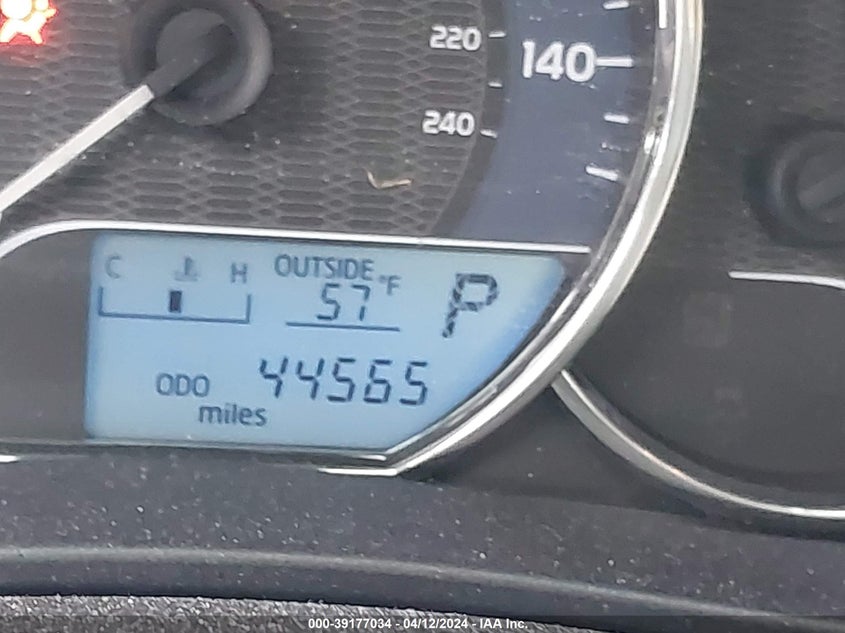 220
140
240
C H OUTSIDE
57 °F P
ODO 44565
miles
000-39177034 - 04/12/2024 - IAA Inc.